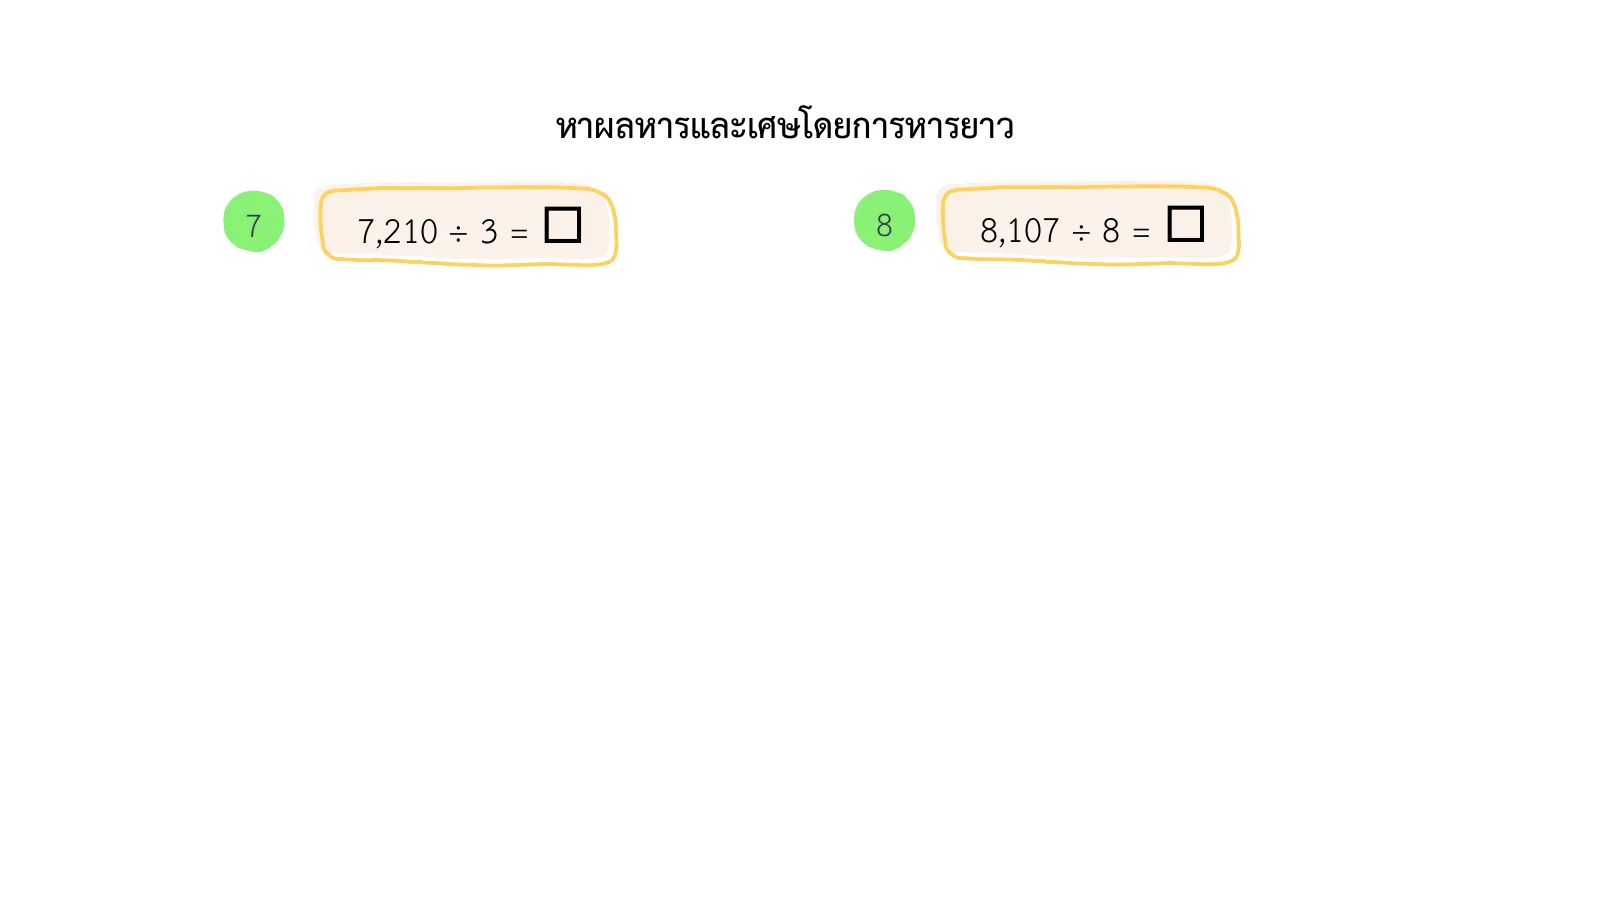 หาผลหารและเศษโดยการหารยาว
7 7,210 ÷ 3 = □
8 8,107 ÷ 8 = □